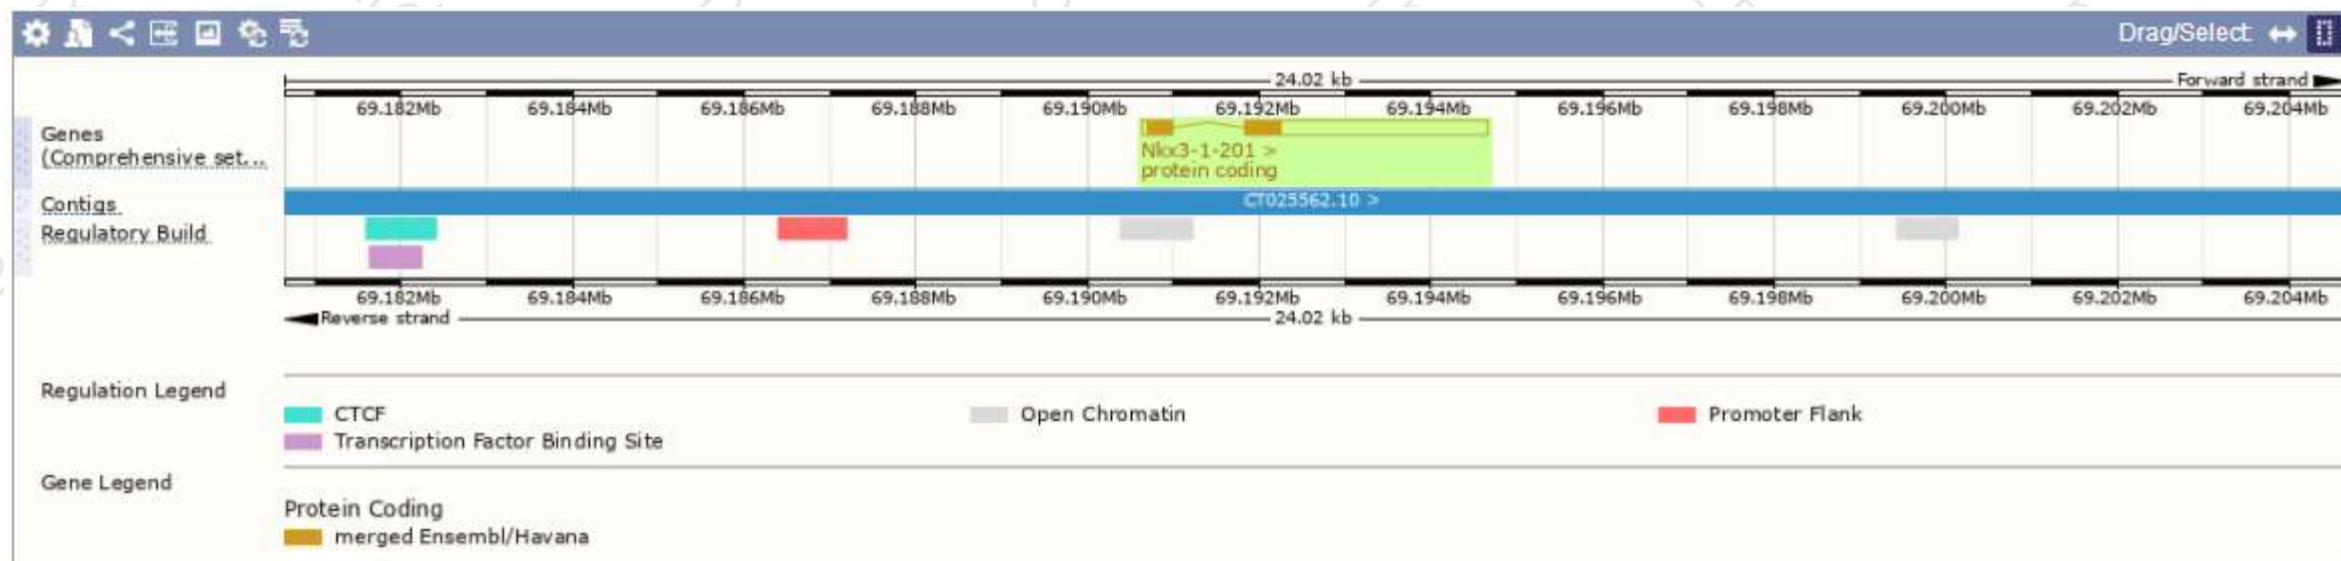 Drag/Select:
24.02 kb Forward strand
69.182Mb 69.184Mb 69.186Mb 69.188Mb 69.190Mb 69.192Mb 69.194Mb 69.196Mb 69.198Mb 69.200Mb 69.202Mb 69.204Mb
Genes
(Comprehensive set...
Nkx3-1-201 >
protein coding
Contigs
CT025562.10 >
Regulatory Build
69.182Mb 69.184Mb 69.186Mb 69.188Mb 69.190Mb 69.192Mb 69.194Mb 69.196Mb 69.198Mb 69.200Mb 69.202Mb 69.204Mb
Reverse strand 24.02 kb
Regulation Legend
CTCF Open Chromatin Promoter Flank
Transcription Factor Binding Site
Gene Legend
Protein Coding
merged Ensembl/Havana